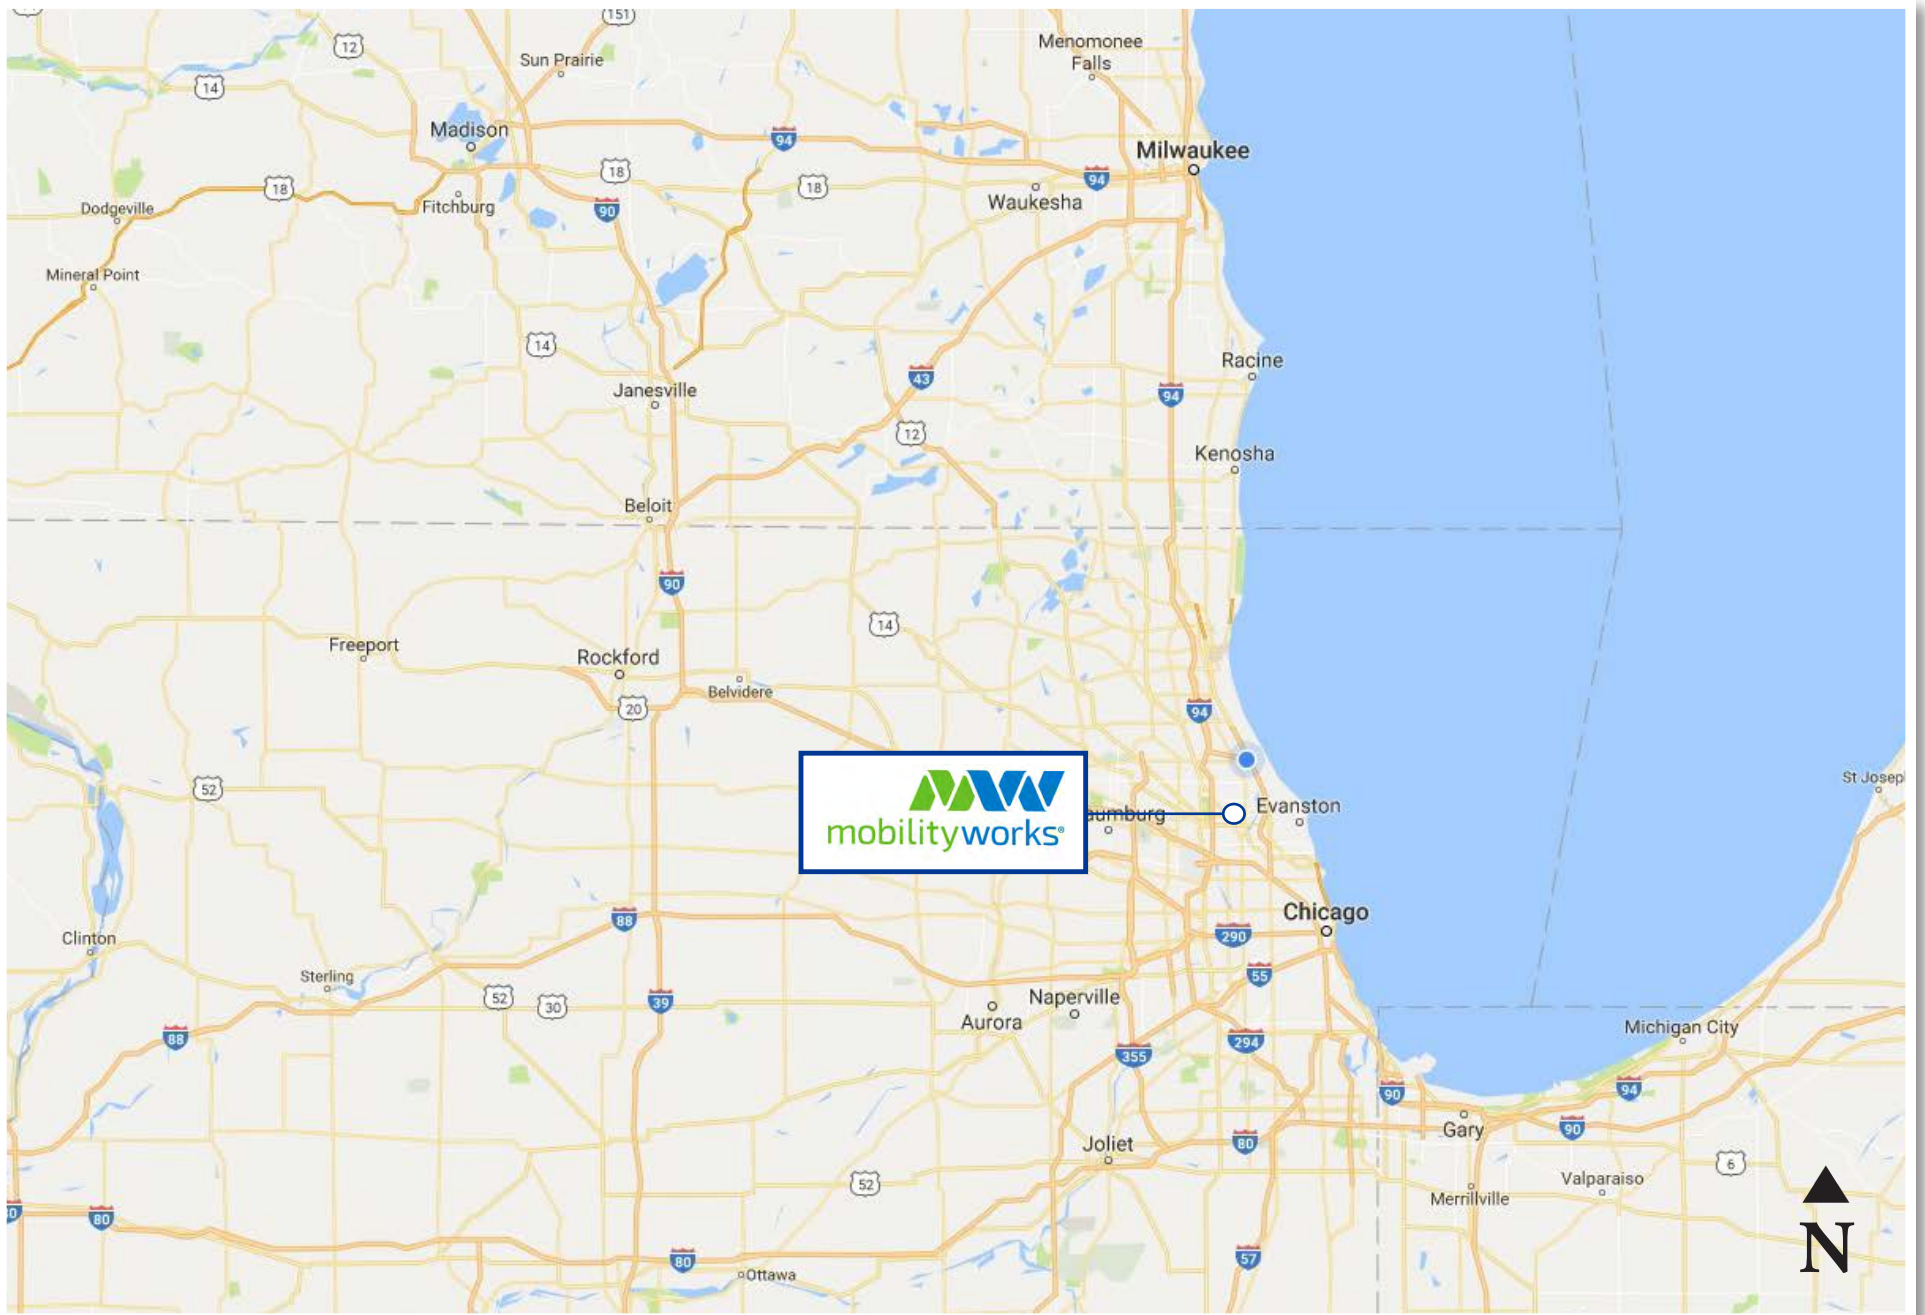 151
12
Sun Prairie
Menomonee
Falls
14
Madison
94
Milwaukee
18
18
94
18
Waukesha
Dodgeville
Fitchburg
90
Mineral Point
14
Racine
43
Janesville
94
12
Kenosha
Beloit
90
14
Freeport
Rockford
Belvidere
20
94
52
St Josep
mobilityworks®
aumburg
Evanston
88
Chicago
290
Clinton
55
Sterling
52
30
39
Naperville
Aurora
88
355
294
Michigan City
90
94
Joliet
80
Gary
90
52
6
Valparaiso
Merrillville
80
80
57
Ottawa
N